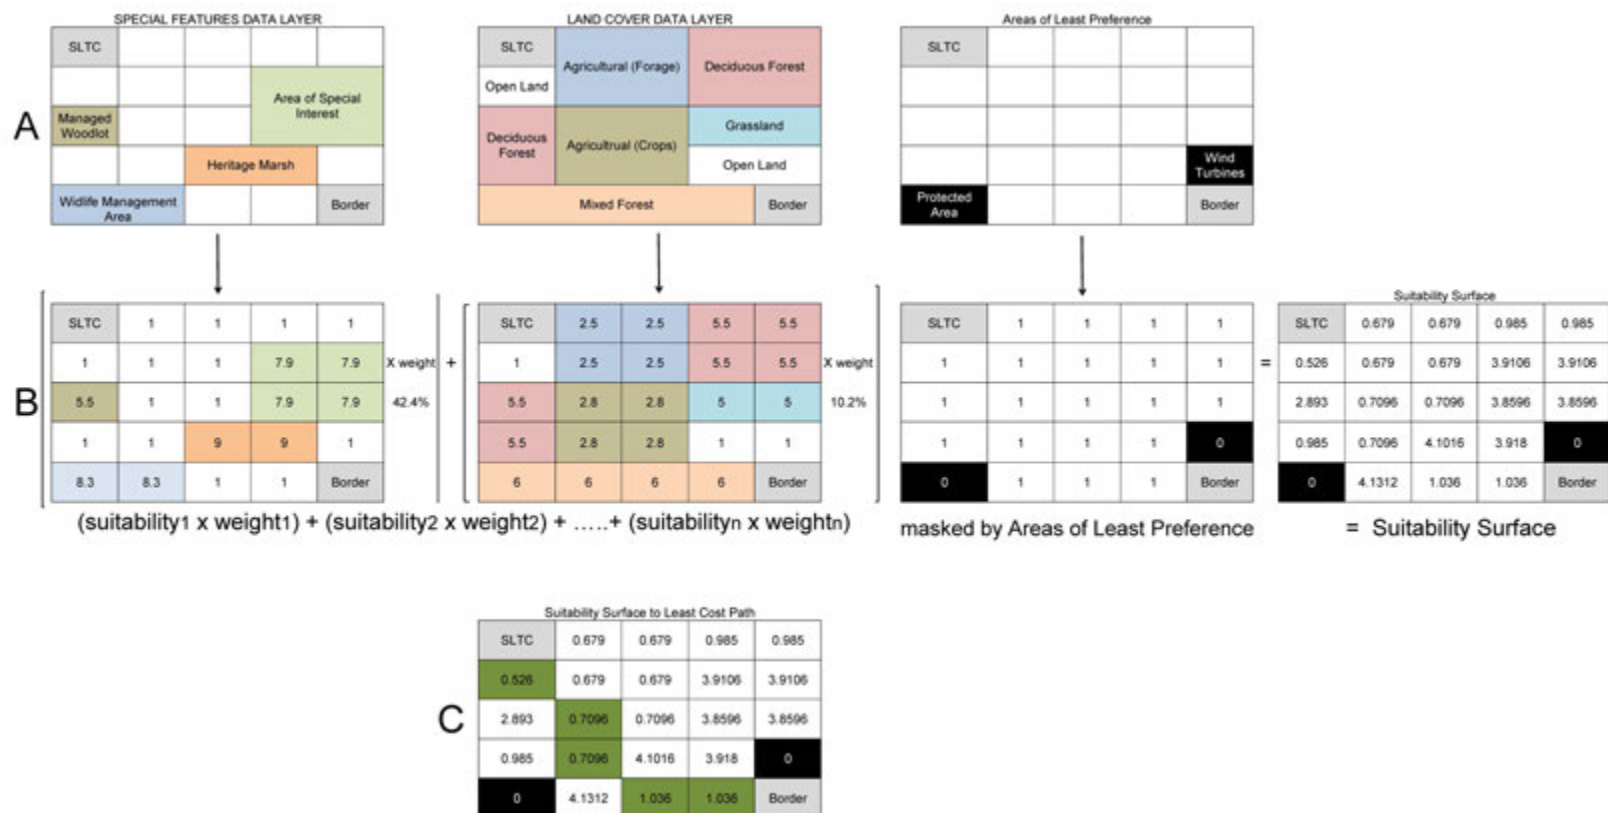 SPECIAL FEATURES DATA LAYER
LAND COVER DATA LAYER
Areas of Least Preference
A
SLTC
Area of Special
Interest
Managed
Woodlot
Heritage Marsh
Widlife Management
Area
Border
SLTC
Agricultural (Forage)
Deciduous Forest
Open Land
Deciduous
Forest
Agricultrual (Crops)
Grassland
Open Land
Mixed Forest
Border
SLTC
Wind
Turbines
Protected
Area
Border
B
SLTC 1 1 1 1
1 1 1 7.9 7.9
5.5 1 1 7.9 7.9
1 1 9 9 1
8.3 8.3 1 1 Border
X weight
42.4%
+
SLTC 2.5 2.5 5.5 5.5
1 2.5 2.5 5.5 5.5
5.5 2.8 2.8 5 5
5.5 2.8 2.8 1 1
6 6 6 6 Border
X weight
10.2%
SLTC 1 1 1 1
1 1 1 1 1
1 1 1 1 1
1 1 1 1 0
0 1 1 1 Border
=
Suitability Surface
SLTC 0.679 0.679 0.985 0.985
0.526 0.679 0.679 3.9106 3.9106
2.893 0.7096 0.7096 3.8596 3.8596
0.985 0.7096 4.1016 3.918 0
0 4.1312 1.036 1.036 Border
(suitability1 x weight1) + (suitability2 x weight2) + .....+ (suitabilityn x weightn)
masked by Areas of Least Preference
= Suitability Surface
Suitability Surface to Least Cost Path
C
SLTC 0.679 0.679 0.985 0.985
0.526 0.679 0.679 3.9106 3.9106
2.893 0.7096 0.7096 3.8596 3.8596
0.985 0.7096 4.1016 3.918 0
0 4.1312 1.036 1.036 Border